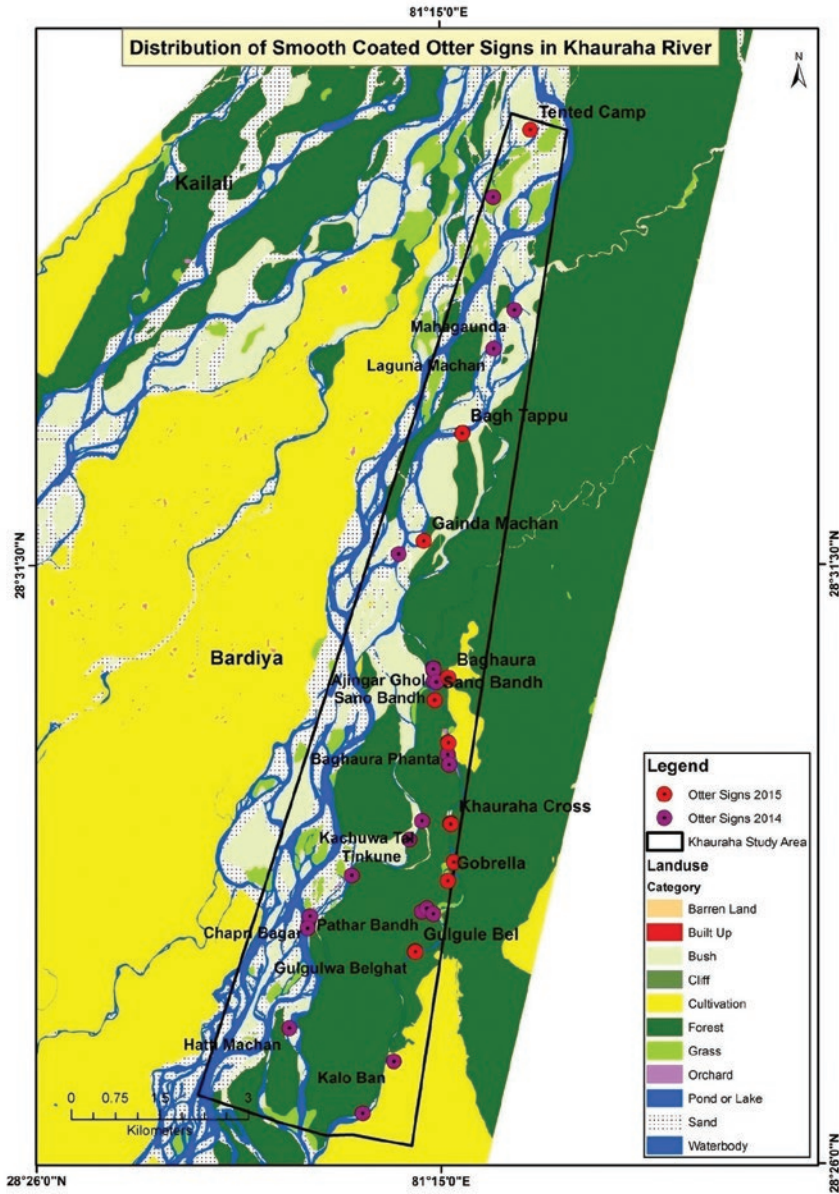 81°15'0"E
Distribution of Smooth Coated Otter Signs in Khauraha River
N
Tented Camp
Kailali
Mahagaunda
Laguna Machan
Bagh Tappu
Gainda Machan
28°31'30"N
28°31'30"N
Bardiya
Baghaura
Ajingar Ghol
Sano Bandh
Sano Bandh
Baghaura Phanta
Khauraha Cross
Kachuwa Tal
Tinkune
Gobrella
Pathar Bandh
Chapri Bagar
Gulgule Bel
Gulgulwa Belghat
Hatti Machan
Kalo Ban
0 0.75 1.5 3
Kilometers
Legend
Otter Signs 2015
Otter Signs 2014
Khauraha Study Area
Landuse
Category
Barren Land
Built Up
Bush
Cliff
Cultivation
Forest
Grass
Orchard
Pond or Lake
Sand
Waterbody
28°26'0"N
81°15'0"E
28°26'0"N